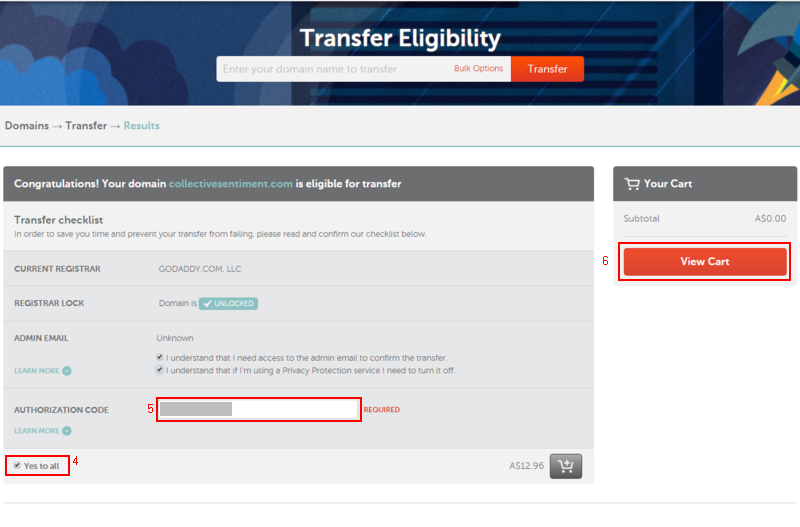 Transfer Eligibility
Enter your domain name to transfer Bulk Options Transfer
Domains → Transfer → Results
Congratulations! Your domain collectivesentiment.com is eligible for transfer
Your Cart
Transfer checklist
In order to save you time and prevent your transfer from failing, please read and confirm our checklist below.
Subtotal A$0.00
6 View Cart
CURRENT REGISTRAR GODADDY.COM, LLC
REGISTRAR LOCK Domain is UNLOCKED
ADMIN EMAIL Unknown
I understand that I need access to the admin email to confirm the transfer.
LEARN MORE I understand that if I'm using a Privacy Protection service I need to turn it off.
AUTHORIZATION CODE 5 REQUIRED
LEARN MORE
Yes to all 4 A$12.96